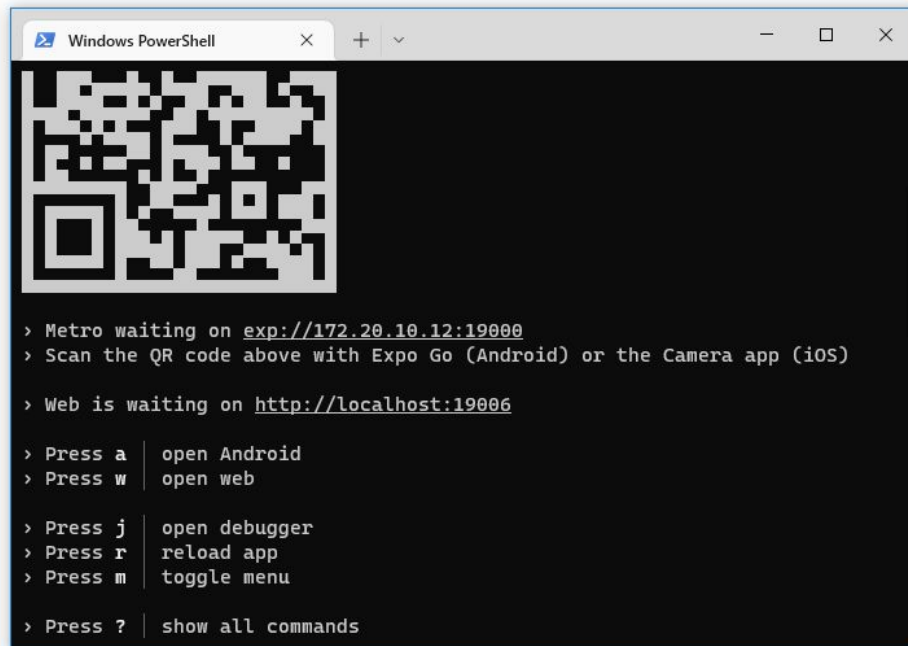 Windows PowerShell
› Metro waiting on exp://172.20.10.12:19000
› Scan the QR code above with Expo Go (Android) or the Camera app (iOS)
› Web is waiting on http://localhost:19006
› Press a │ open Android
› Press w │ open web
› Press j │ open debugger
› Press r │ reload app
› Press m │ toggle menu
› Press ? │ show all commands